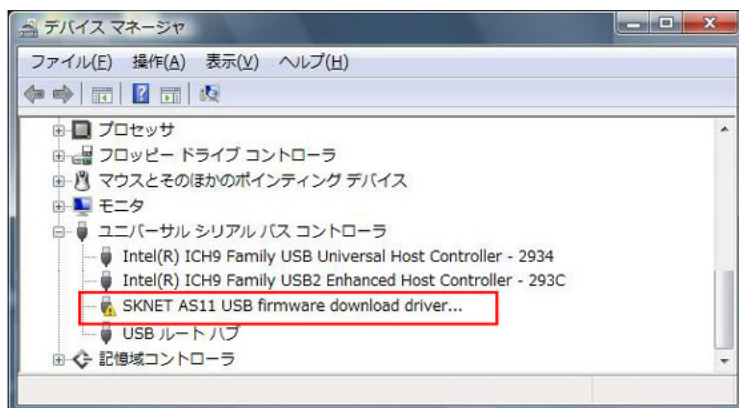 デバイス マネージャ
ファイル(F) 操作(A) 表示(V) ヘルプ(H)
プロセッサ
フロッピー ドライブ コントローラ
マウスとそのほかのポインティング デバイス
モニタ
ユニバーサル シリアル バス コントローラ
Intel(R) ICH9 Family USB Universal Host Controller - 2934
Intel(R) ICH9 Family USB2 Enhanced Host Controller - 293C
SKNET AS11 USB firmware download driver...
USB ルート ハブ
記憶域コントローラ